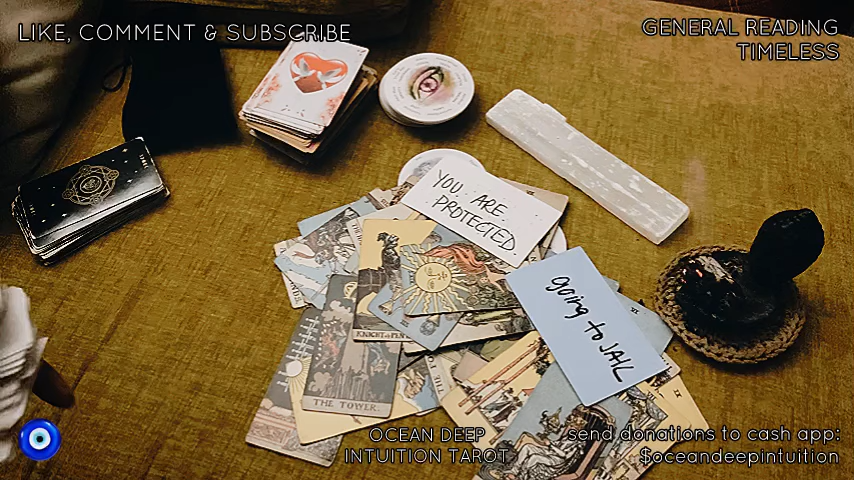 LIKE, COMMENT & SUBSCRIBE
GENERAL READING
TIMELESS
YOU ARE
PROTECTED.
going to JAIL
KNIGHT of PEN
THE TOWER.
OCEAN DEEP
INTUITION TAROT
send donations to cash app:
$oceandeepintuition